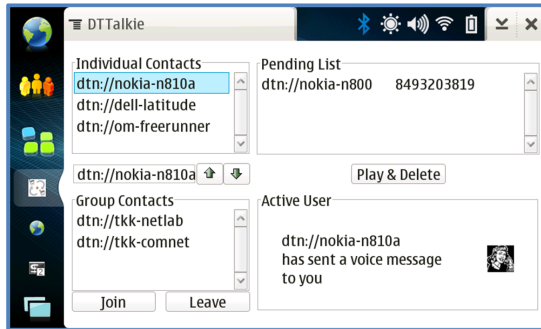 DTTalkie
Individual Contacts
dtn://nokia-n810a
dtn://dell-latitude
dtn://om-freerunner
dtn://nokia-n810a
Group Contacts
dtn://tkk-netlab
dtn://tkk-comnet
Join
Leave
Pending List
dtn://nokia-n800 8493203819
Play & Delete
Active User
dtn://nokia-n810a
has sent a voice message
to you